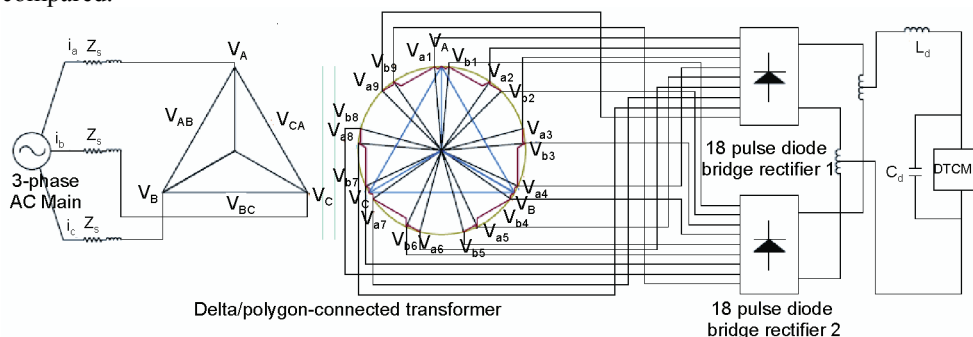 compared.
i_a Z_s
V_A
V_AB
V_CA
i_b Z_s
3-phase
AC Main
V_B
V_C
V_BC
i_c Z_s
V_A
V_a1
V_b1
V_b9
V_a9
V_a2
V_b2
V_b8
V_a8
V_a3
V_b3
V_b7
V_C
V_a7
V_a4
V_B
V_b4
V_b6
V_a6
V_b5
V_a5
Delta/polygon-connected transformer
18 pulse diode
bridge rectifier 1
18 pulse diode
bridge rectifier 2
L_d
C_d
DTCM